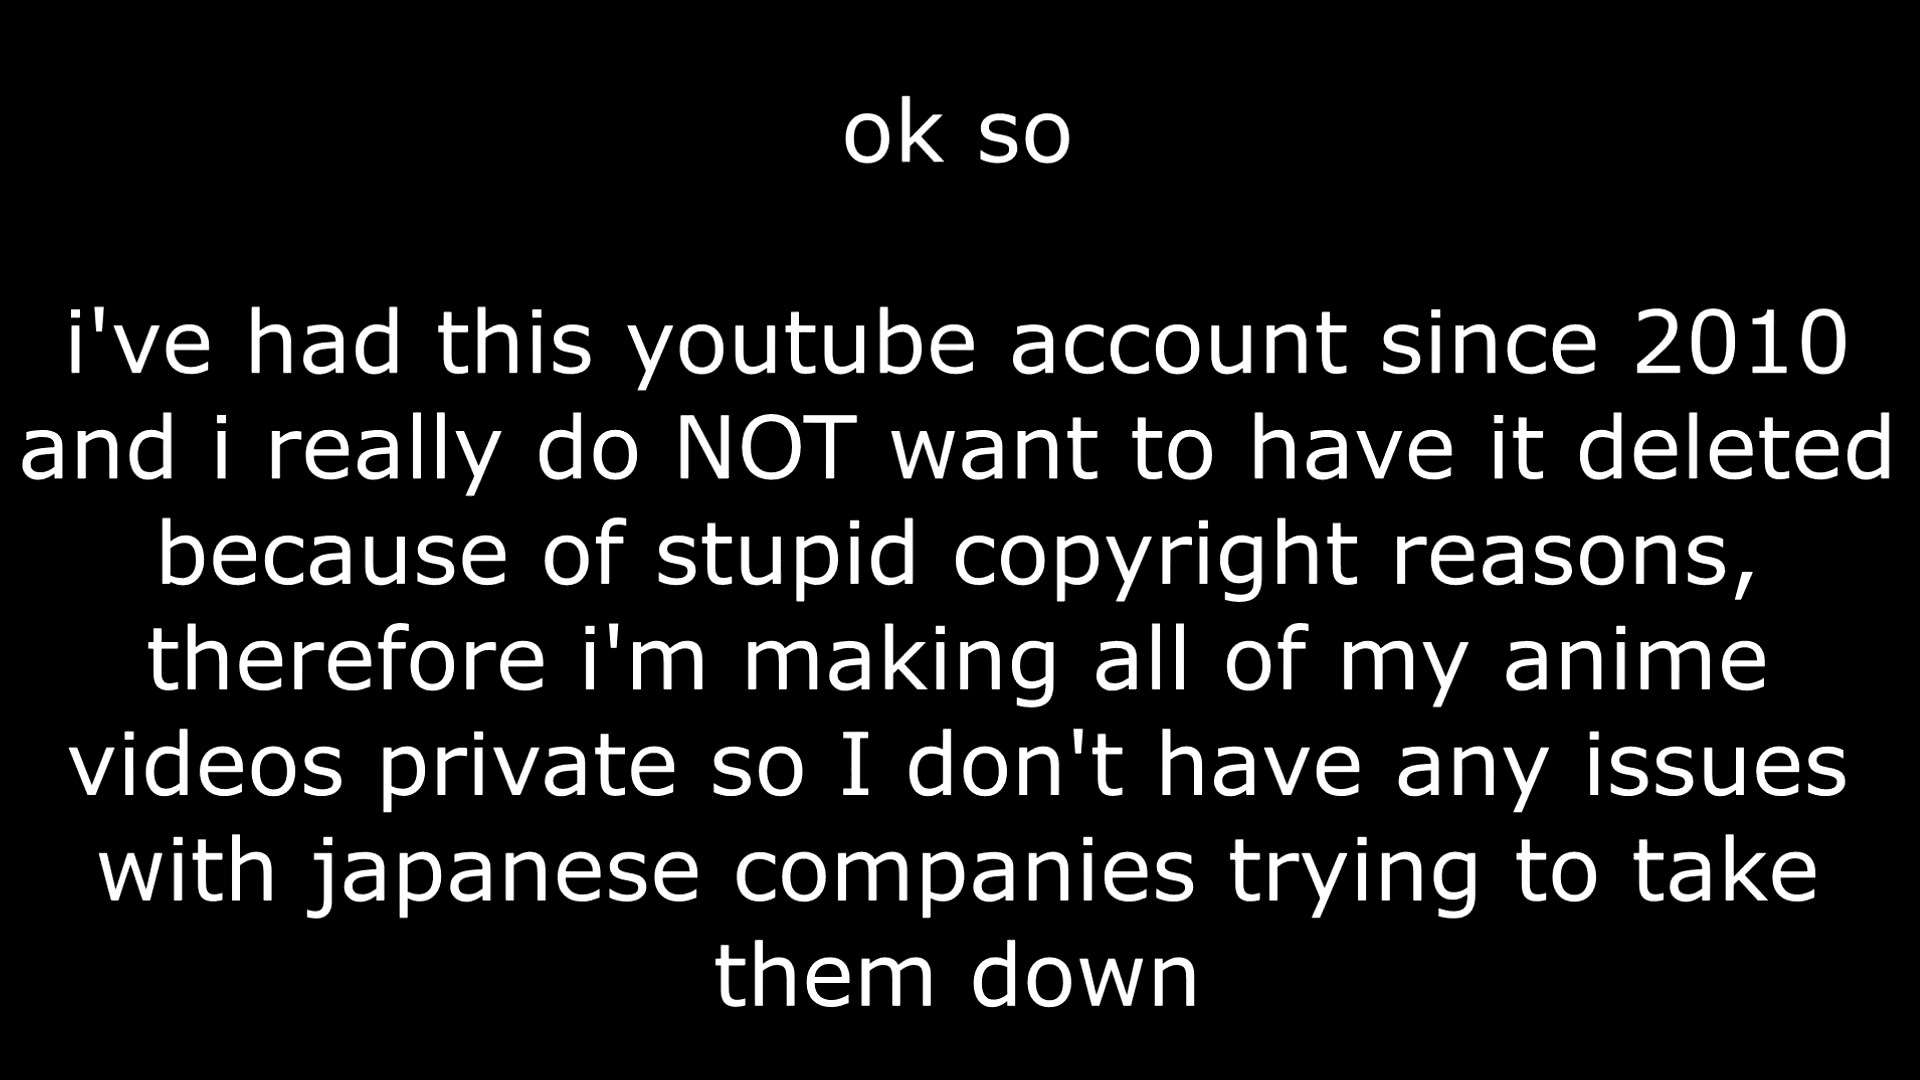 ok so
i've had this youtube account since 2010
and i really do NOT want to have it deleted
because of stupid copyright reasons,
therefore i'm making all of my anime
videos private so I don't have any issues
with japanese companies trying to take
them down